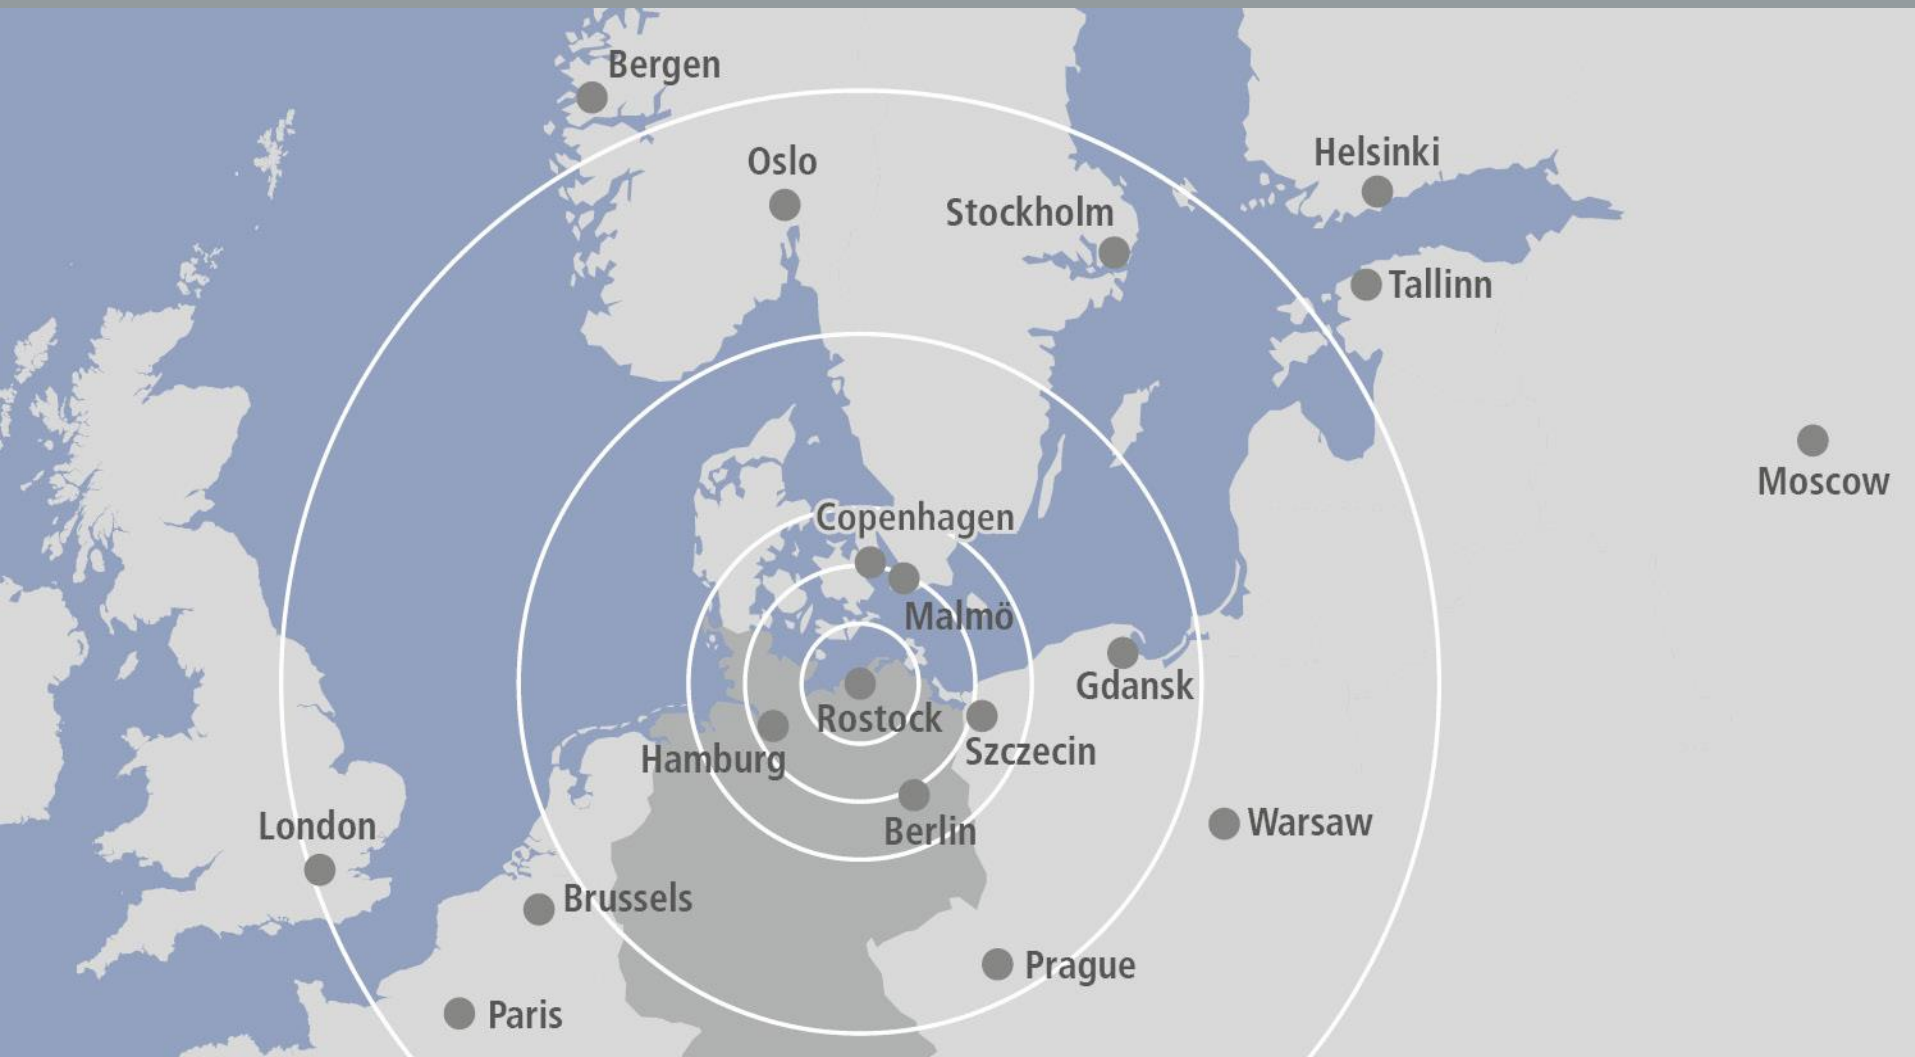 Bergen
Helsinki
Oslo
Stockholm
Tallinn
Moscow
Copenhagen
Malmö
Gdansk
Rostock
Hamburg
Szczecin
London
Berlin
Warsaw
Brussels
Prague
Paris